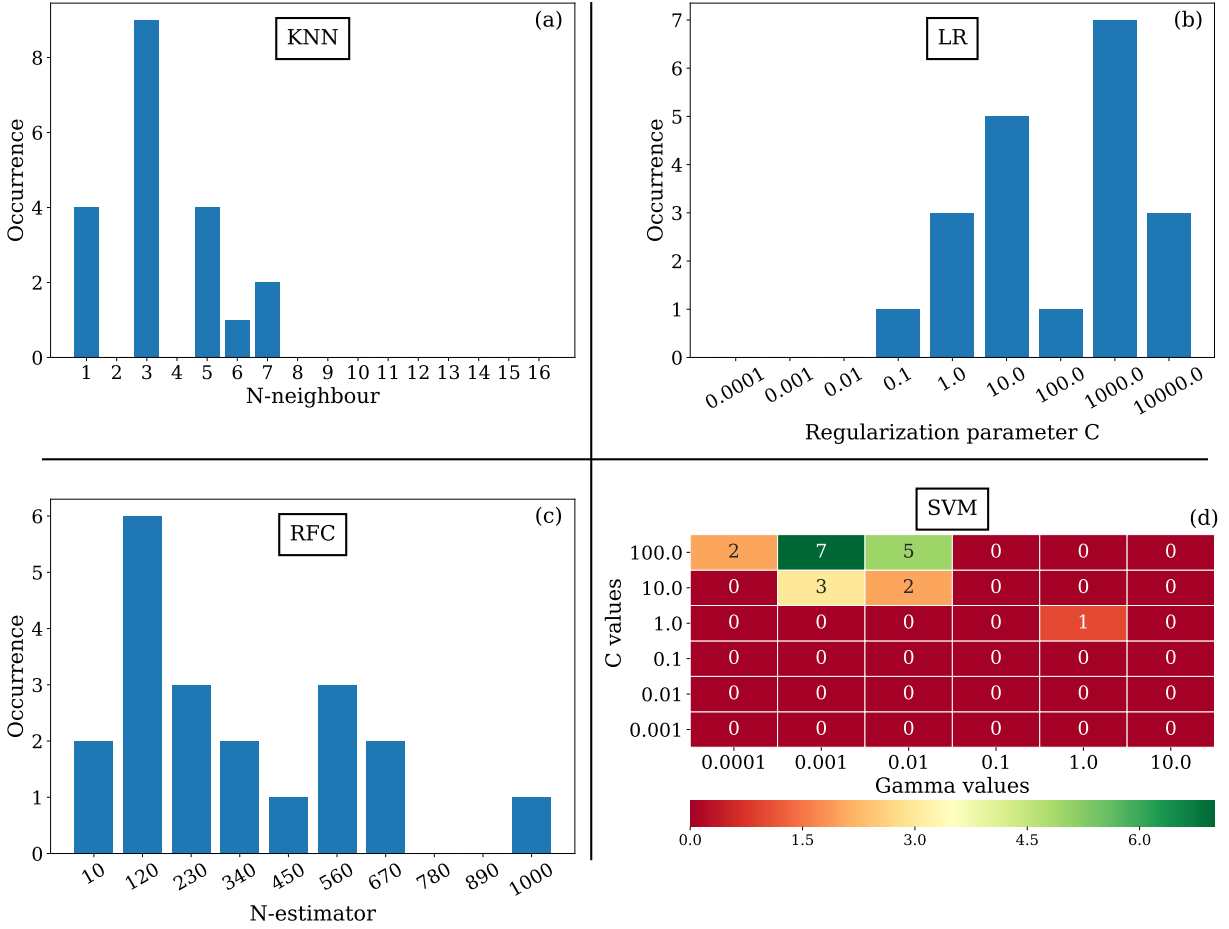 (a)
KNN
Occurrence
8
6
4
2
0
1 2 3 4 5 6 7 8 9 10 11 12 13 14 15 16
N-neighbour
(b)
LR
Occurrence
7
6
5
4
3
2
1
0
0.0001 0.001 0.01 0.1 1.0 10.0 100.0 1000.0 10000.0
Regularization parameter C
(c)
RFC
Occurrence
6
5
4
3
2
1
0
10 120 230 340 450 560 670 780 890 1000
N-estimator
SVM
(d)
C values
100.0 2 7 5 0 0 0
10.0 0 3 2 0 0 0
1.0 0 0 0 0 1 0
0.1 0 0 0 0 0 0
0.01 0 0 0 0 0 0
0.001 0 0 0 0 0 0
0.0001 0.001 0.01 0.1 1.0 10.0
Gamma values
0.0 1.5 3.0 4.5 6.0